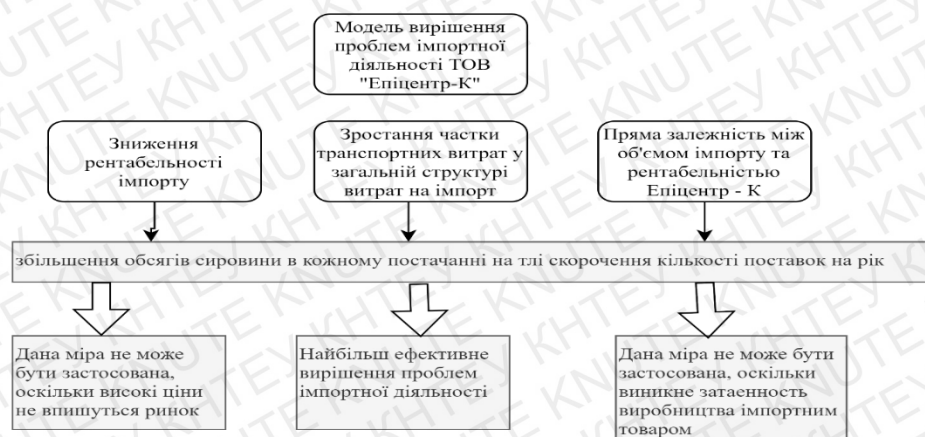 Модель вирішення
проблем імпортної
діяльності ТОВ
"Епіцентр-К"
Зниження
рентабельності
імпорту
Зростання частки
транспортних витрат у
загальній структурі
витрат на імпорт
Пряма залежність між
об'ємом імпорту та
рентабельністю
Епіцентр - К
збільшення обсягів сировини в кожному постачанні на тлі скорочення кількості поставок на рік
Дана міра не може
бути застосована,
оскільки високі ціни
не впишуться ринок
Найбільш ефективне
вирішення проблем
імпортної діяльності
Дана міра не може бути
застосована, оскільки
виникне затаенность
виробництва імпортним
товаром